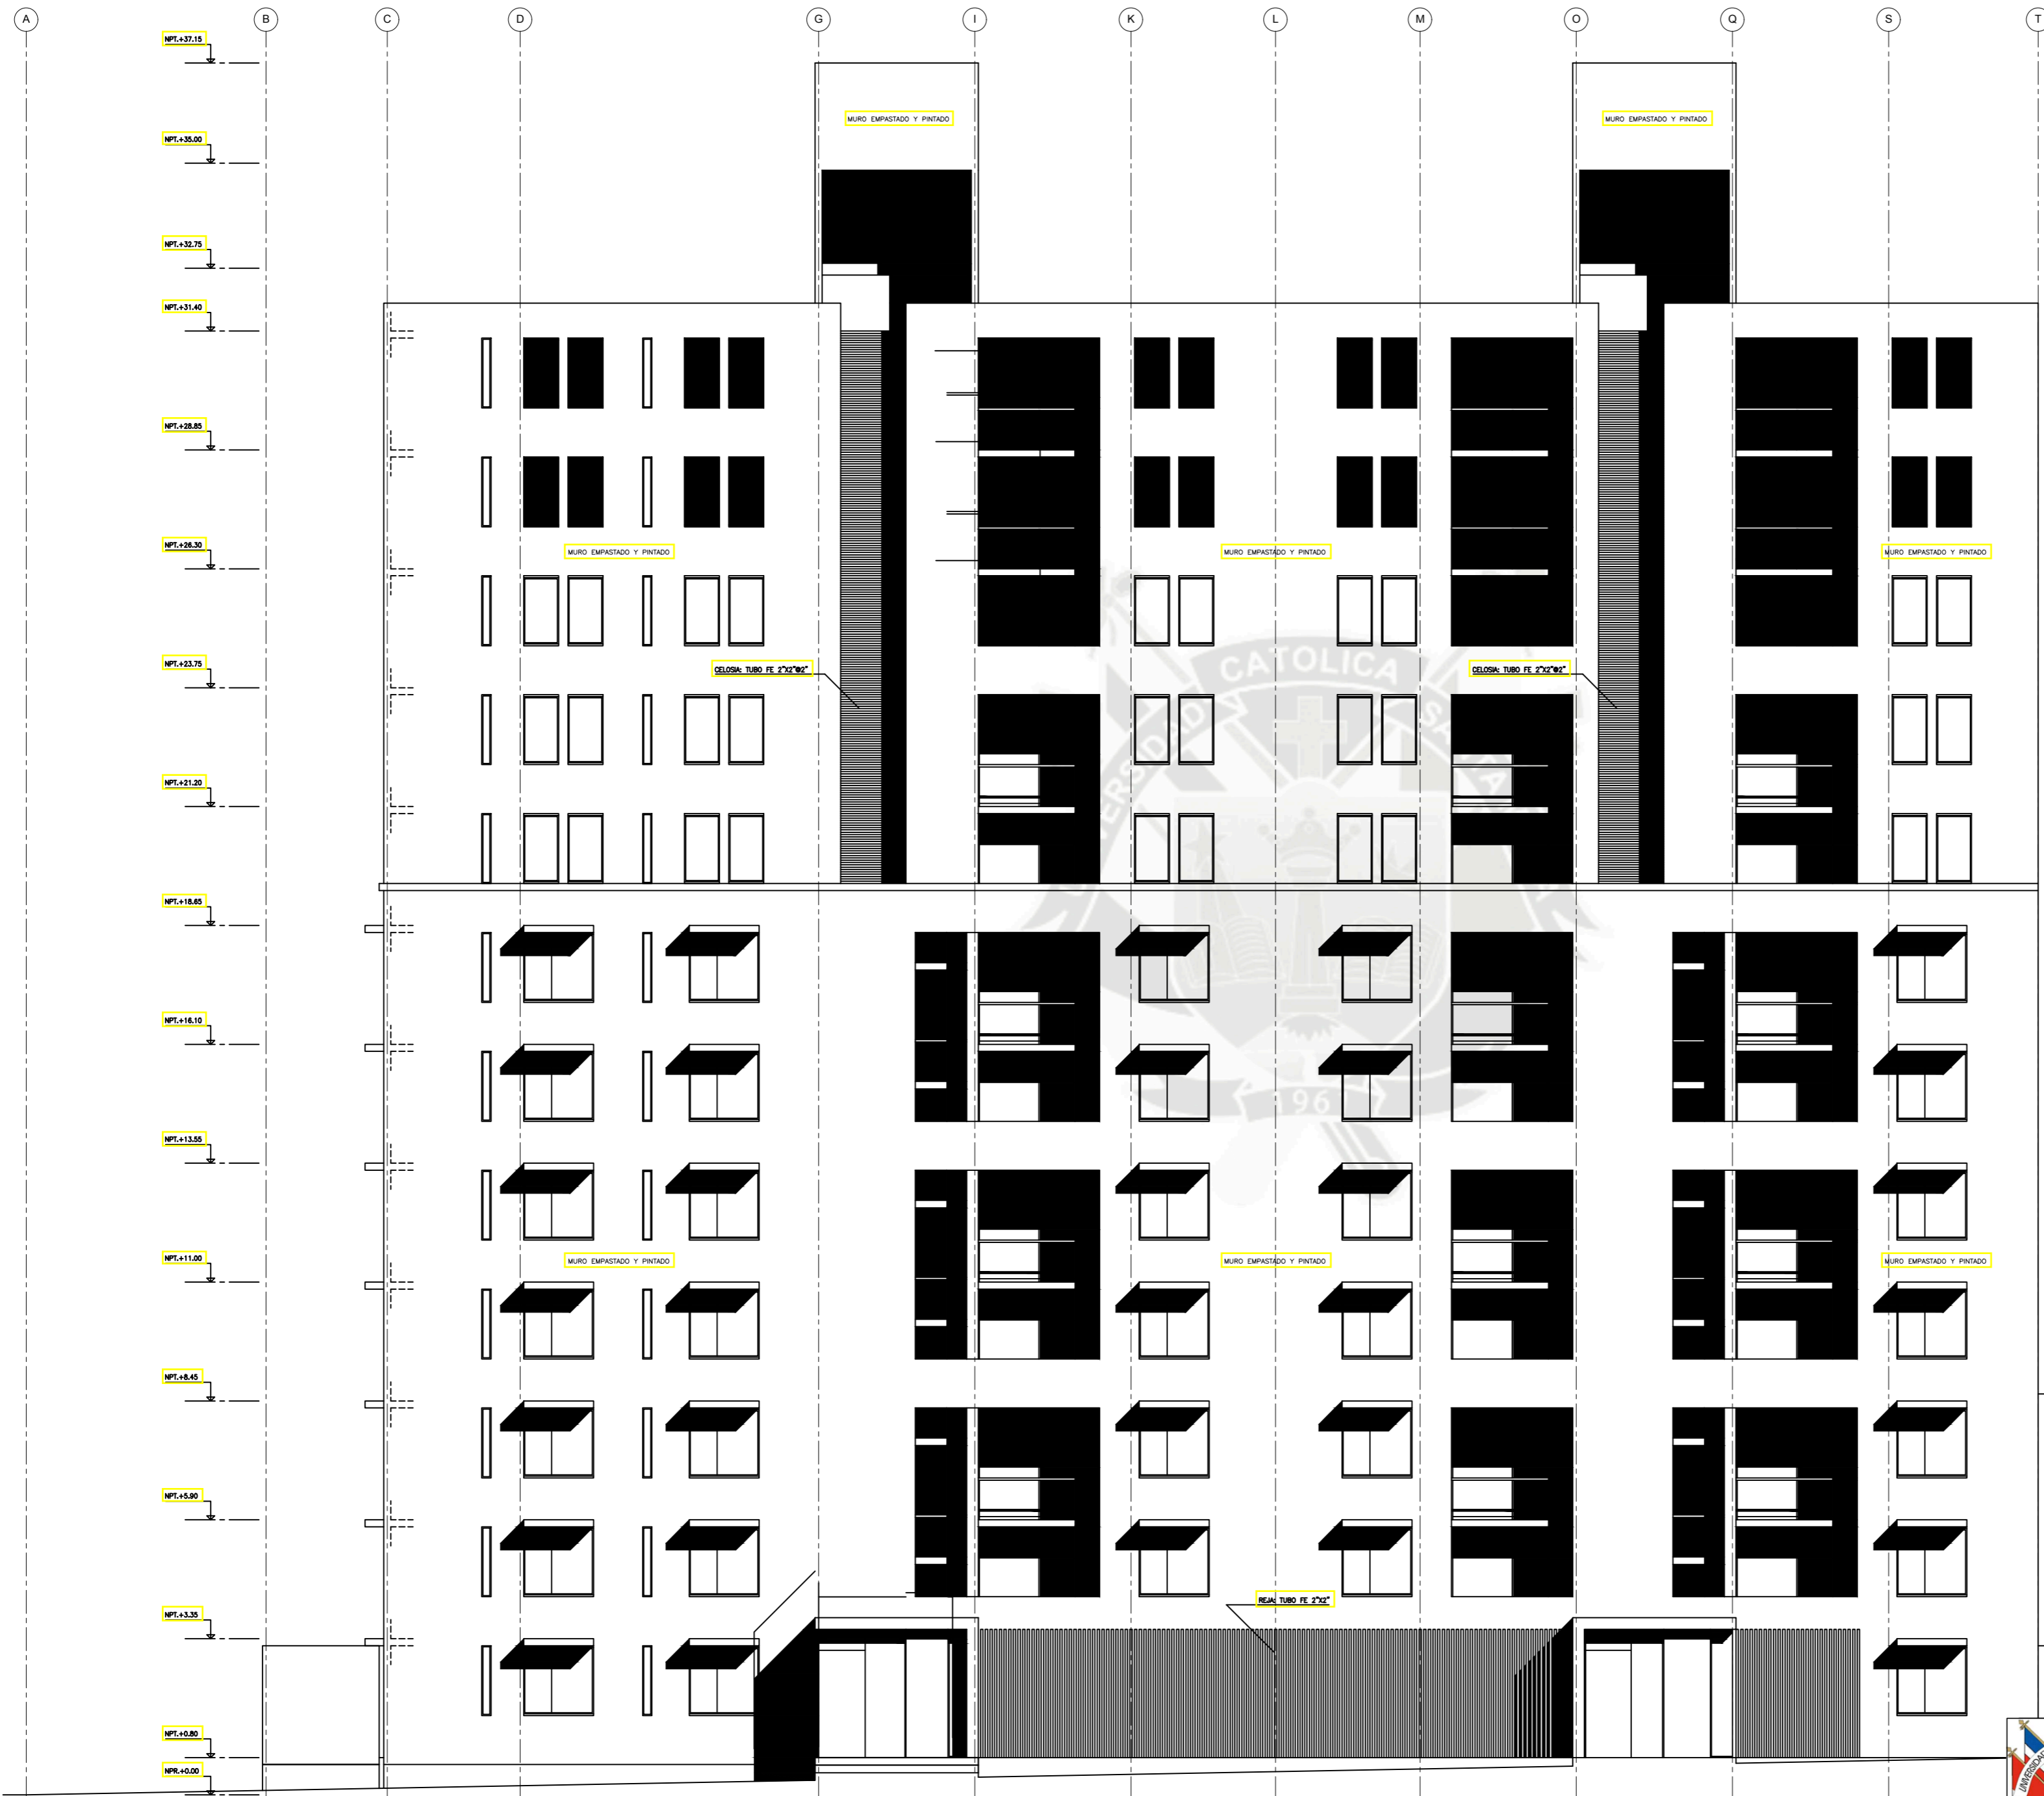 A B C D G I K L M O Q S T
NPT.+37.15
MURO EMPASTADO Y PINTADO
MURO EMPASTADO Y PINTADO
NPT.+35.00
NPT.+32.75
NPT.+31.40
NPT.+28.85
NPT.+26.30
MURO EMPASTADO Y PINTADO
MURO EMPASTADO Y PINTADO
MURO EMPASTADO Y PINTADO
NPT.+23.75
CELOSIA: TUBO FE 2"X2"@2"
CELOSIA: TUBO FE 2"X2"@2"
CATOLICA
NPT.+21.20
NPT.+18.65
NPT.+16.10
196
NPT.+13.55
NPT.+11.00
MURO EMPASTADO Y PINTADO
MURO EMPASTADO Y PINTADO
MURO EMPASTADO Y PINTADO
NPT.+8.45
NPT.+5.90
NPT.+3.35
REJA: TUBO FE 2"X2"
NPT.+0.80
NPR.+0.00
UNIVERSIDAD